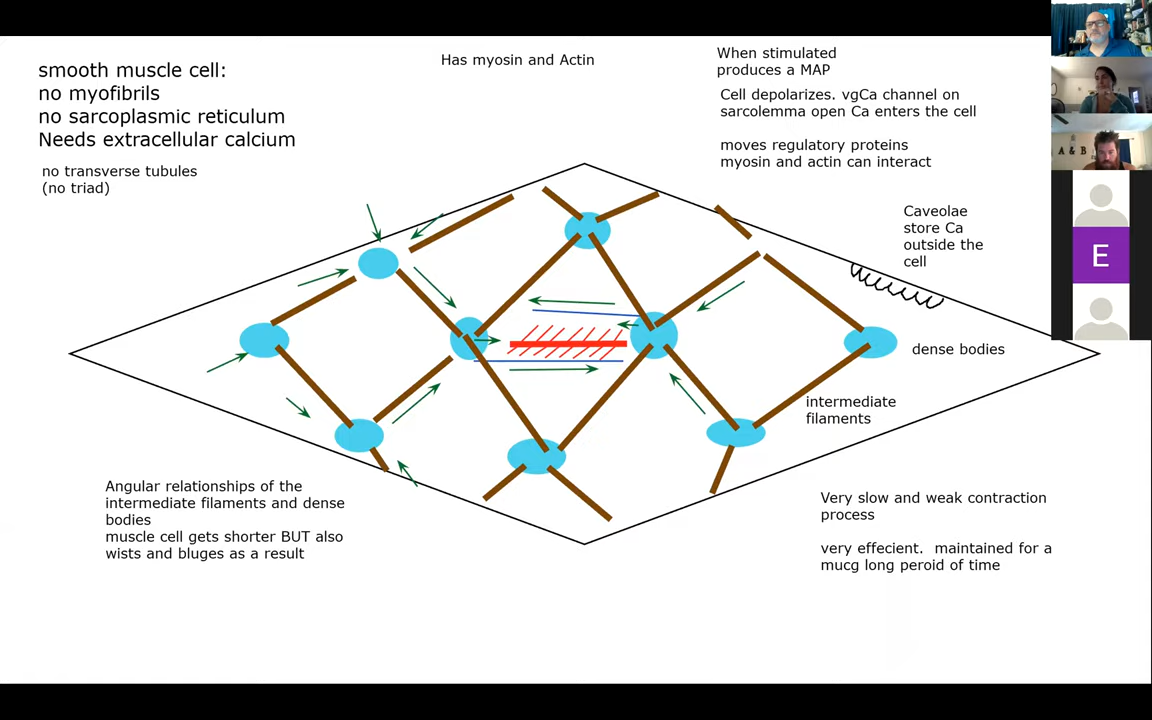 smooth muscle cell:
no myofibrils
no sarcoplasmic reticulum
Needs extracellular calcium
no transverse tubules
(no triad)
Has myosin and Actin
When stimulated
produces a MAP
Cell depolarizes. vgCa channel on
sarcolemma open Ca enters the cell
moves regulatory proteins
myosin and actin can interact
Caveolae
store Ca
outside the
cell
dense bodies
intermediate
filaments
Angular relationships of the
intermediate filaments and dense
bodies
muscle cell gets shorter BUT also
wists and bluges as a result
Very slow and weak contraction
process
very effecient. maintained for a
mucg long peroid of time
A & B
E